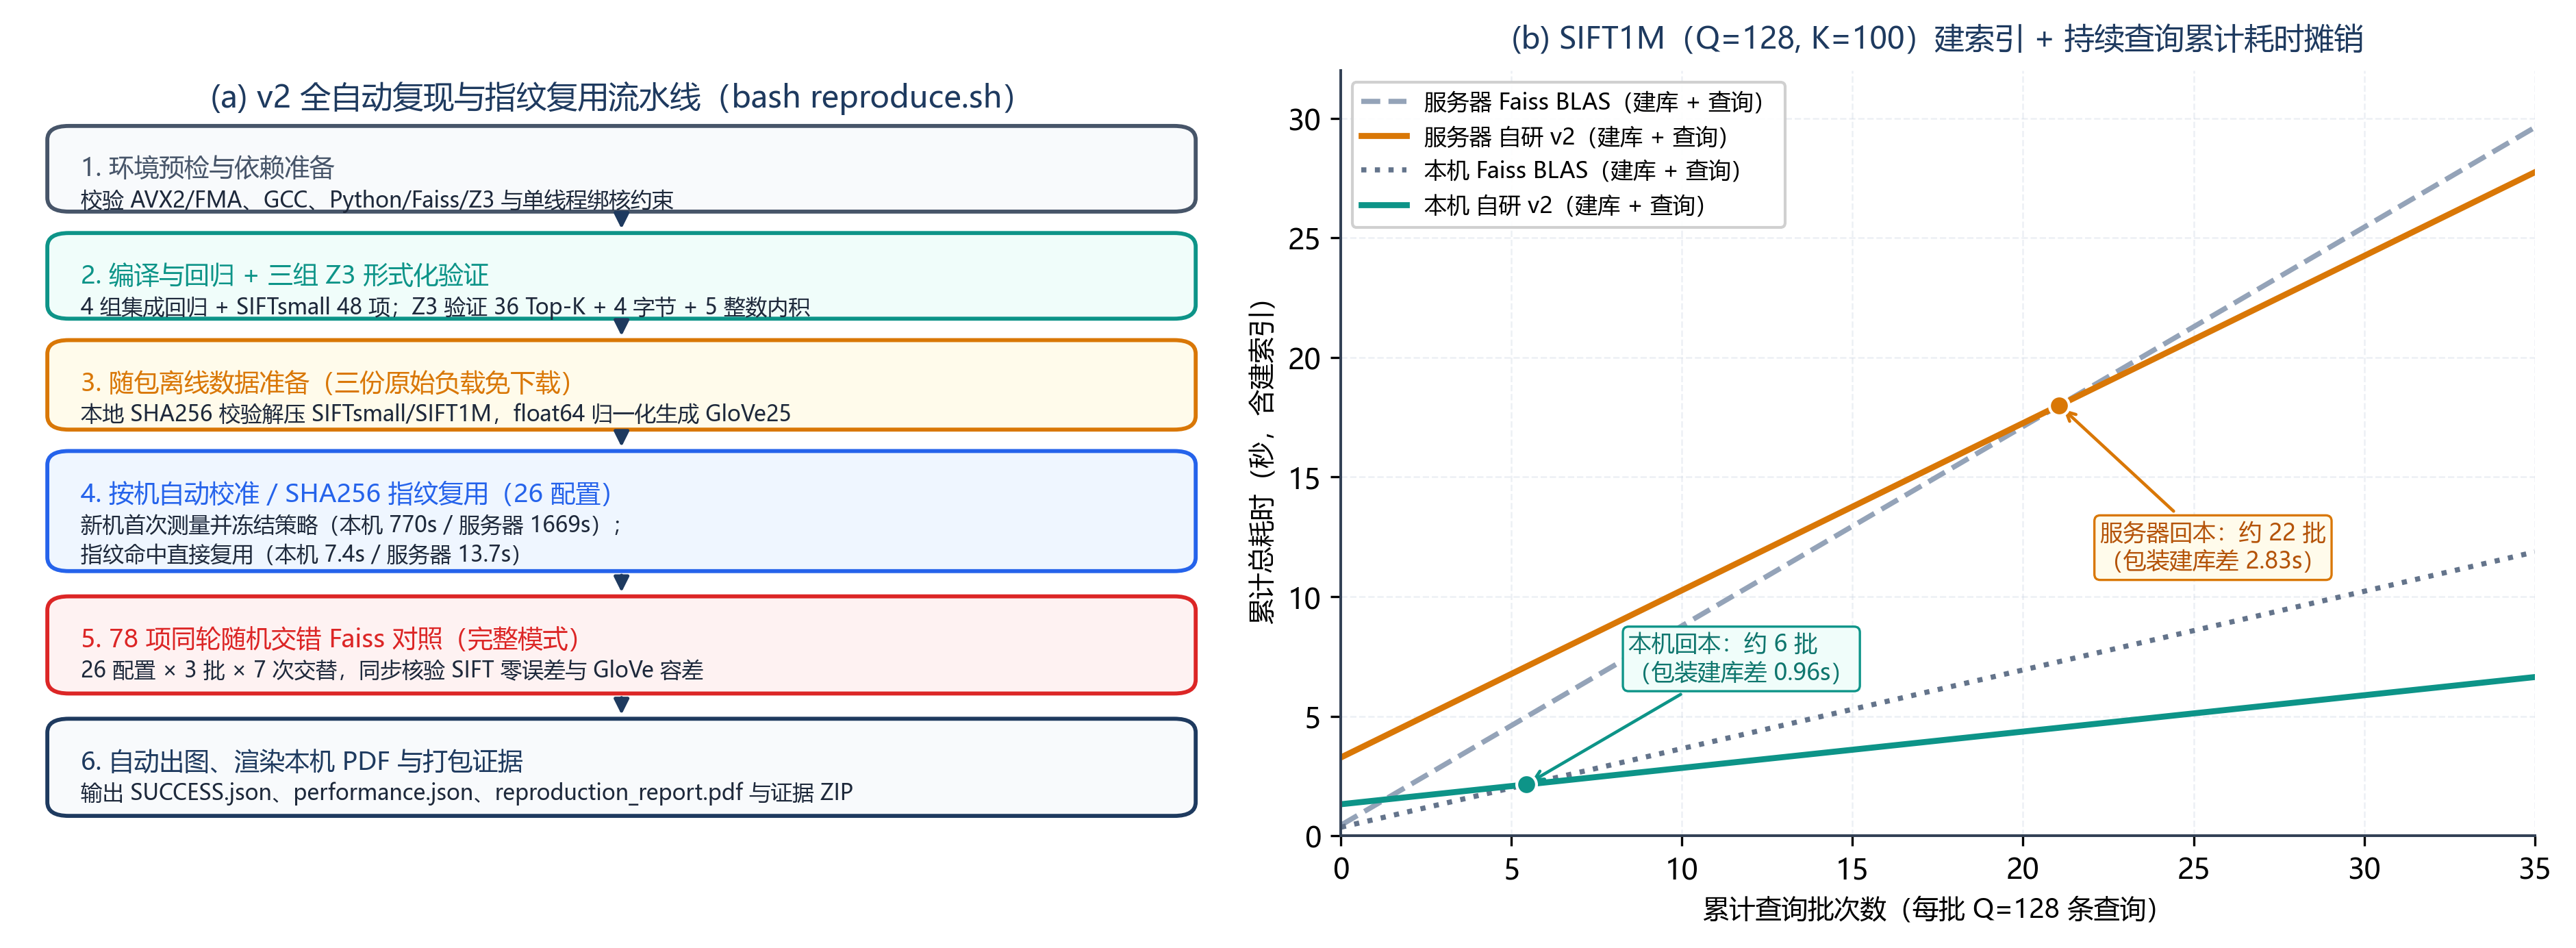 (a) v2 全自动复现与指纹复用流水线（bash reproduce.sh）
1. 环境预检与依赖准备
校验 AVX2/FMA、GCC、Python/Faiss/Z3 与单线程绑核约束
2. 编译与回归 + 三组 Z3 形式化验证
4 组集成回归 + SIFTsmall 48 项；Z3 验证 36 Top-K + 4 字节 + 5 整数内积
3. 随包离线数据准备（三份原始负载免下载）
本地 SHA256 校验解压 SIFTsmall/SIFT1M，float64 归一化生成 GloVe25
4. 按机自动校准 / SHA256 指纹复用（26 配置）
新机首次测量并冻结策略（本机 770s / 服务器 1669s）；
指纹命中直接复用（本机 7.4s / 服务器 13.7s）
5. 78 项同轮随机交错 Faiss 对照（完整模式）
26 配置 × 3 批 × 7 次交替，同步核验 SIFT 零误差与 GloVe 容差
6. 自动出图、渲染本机 PDF 与打包证据
输出 SUCCESS.json、performance.json、reproduction_report.pdf 与证据 ZIP
(b) SIFT1M（Q=128, K=100）建索引 + 持续查询累计耗时摊销
服务器 Faiss BLAS（建库 + 查询）
服务器 自研 v2（建库 + 查询）
本机 Faiss BLAS（建库 + 查询）
本机 自研 v2（建库 + 查询）
累计总耗时（秒，含建索引）
30
25
20
15
10
5
0
服务器回本：约 22 批
（包装建库差 2.83s）
本机回本：约 6 批
（包装建库差 0.96s）
0
5
10
15
20
25
30
35
累计查询批次数（每批 Q=128 条查询）